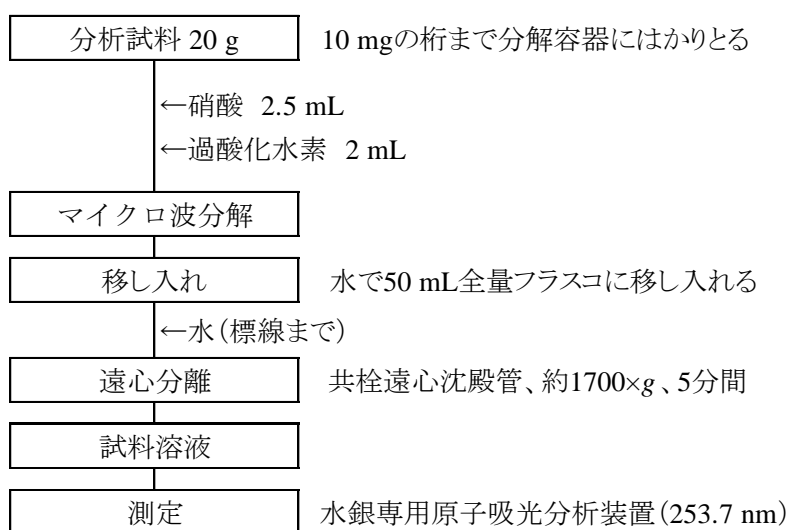 分析試料 20 g 10 mgの桁まで分解容器にはかりとる
←硝酸 2.5 mL
←過酸化水素 2 mL
マイクロ波分解
移し入れ 水で50 mL全量フラスコに移し入れる
←水（標線まで）
遠心分離 共栓遠心沈殿管、約1700×g 、5分間
試料溶液
測定 水銀専用原子吸光分析装置（253.7 nm）